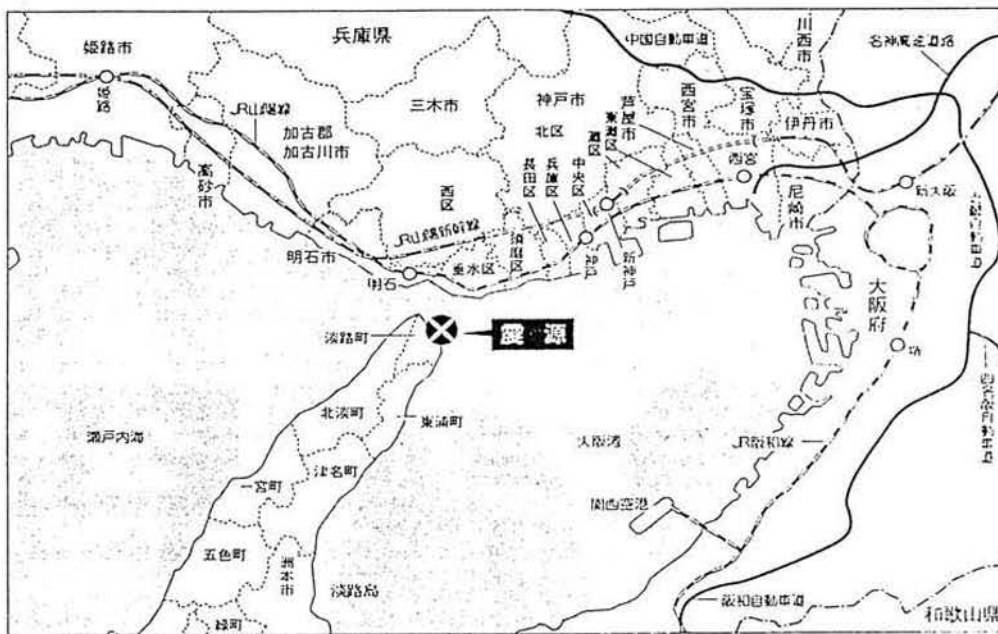 姫路市
兵庫県
中国自動車道
川西市
名神高速道路
姫路
JR山陽線
加古郡
加古川市
三木市
神戸市
北区
芦屋市
東灘区
灘区
西宮市
宝塚市
伊丹市
高砂市
西区
長田区
兵庫区
中央区
西宮
尼崎市
新大阪
JR山陽新幹線
須磨区
垂水区
明石市
明石
神戸
新神戸
大阪府
淡路町
震源
堺
北淡町
東浦町
瀬戸内海
大阪湾
JR阪和線
津名町
一宮町
関西空港
五色町
洲本市
淡路島
緑町
阪和自動車道
和歌山県